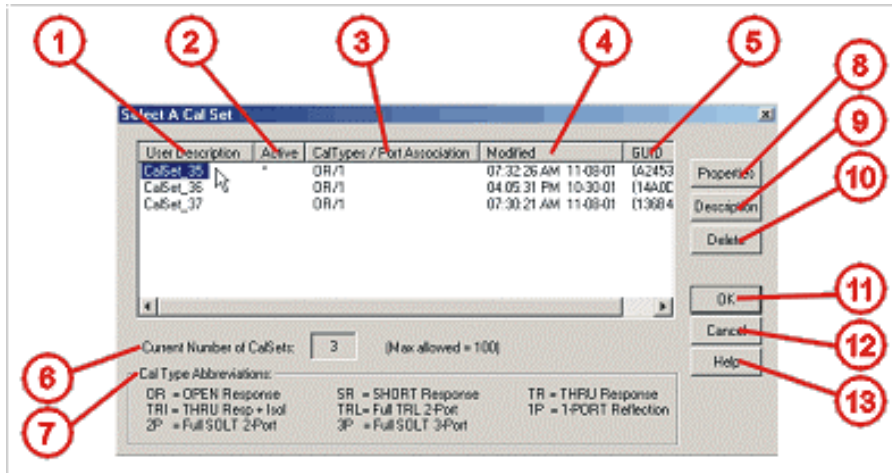 1 2 3 4 5
Select A Cal Set
User Description Active CalTypes / Port Association Modified GUID
CalSet_35 * OR/1 07:32:26 AM 11-08-01 {A2453
CalSet_36 OR/1 04:05:31 PM 10-30-01 {14A0D
CalSet_37 OR/1 07:30:21 AM 11-08-01 {136B4
Properties 8
Description 9
Delete 10
OK 11
Cancel 12
Help 13
6 Current Number of CalSets: 3 (Max allowed = 100)
7 Cal Type Abbreviations:
OR = OPEN Response SR = SHORT Response TR = THRU Response
TRI = THRU Resp + Isol TRL= Full TRL 2-Port 1P = 1-PORT Reflection
2P = Full SOLT 2-Port 3P = Full SOLT 3-Port